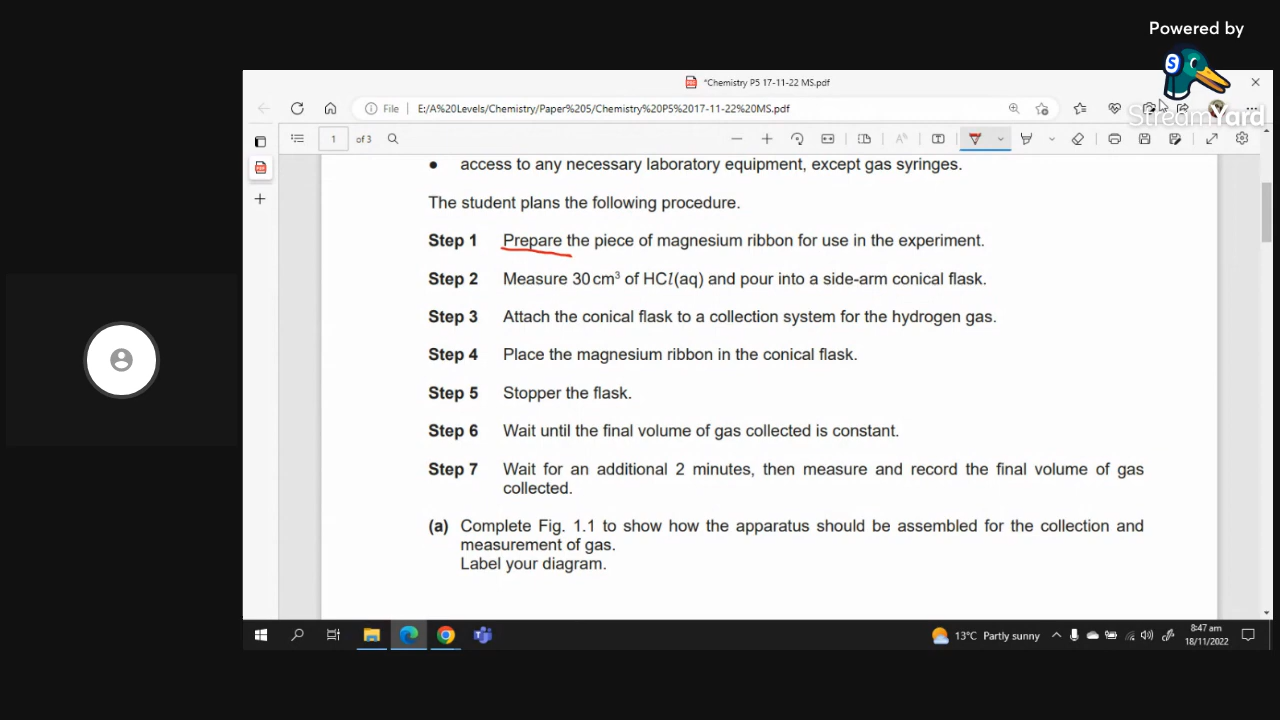 Powered by
S
StreamYard
*Chemistry P5 17-11-22 MS.pdf
File E:/A%20Levels/Chemistry/Paper%205/Chemistry%20P5%2017-11-22%20MS.pdf
1 of 3
● access to any necessary laboratory equipment, except gas syringes.
The student plans the following procedure.
Step 1 Prepare the piece of magnesium ribbon for use in the experiment.
Step 2 Measure 30 cm³ of HCl(aq) and pour into a side-arm conical flask.
Step 3 Attach the conical flask to a collection system for the hydrogen gas.
Step 4 Place the magnesium ribbon in the conical flask.
Step 5 Stopper the flask.
Step 6 Wait until the final volume of gas collected is constant.
Step 7 Wait for an additional 2 minutes, then measure and record the final volume of gas
collected.
(a) Complete Fig. 1.1 to show how the apparatus should be assembled for the collection and
measurement of gas.
Label your diagram.
13°C Partly sunny
8:47 am
18/11/2022